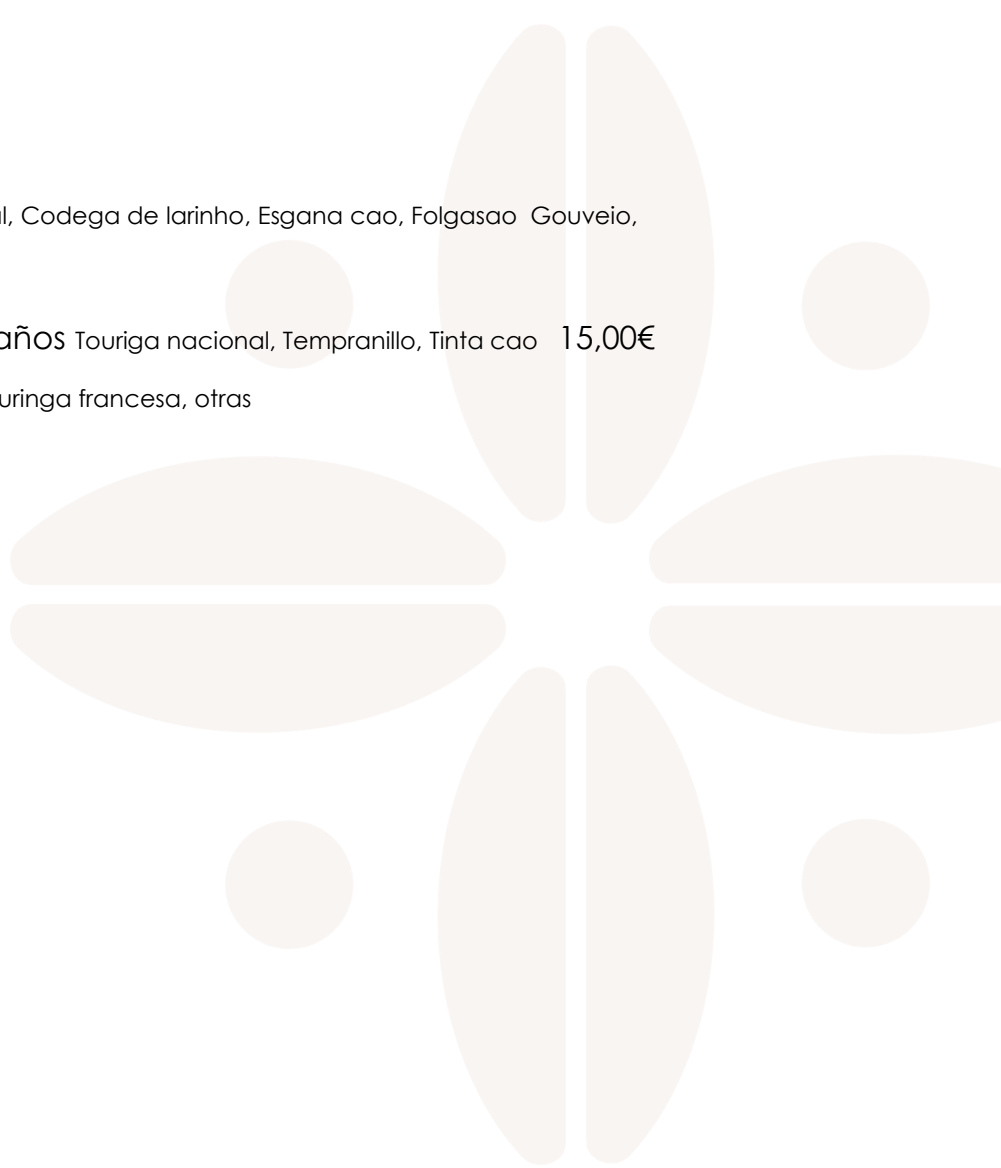 Codega de larinho, Esgana cao, Folgasao Gouveio,
años Touriga nacional, Tempranillo, Tinta cao 15,00€
uringa francesa, otras